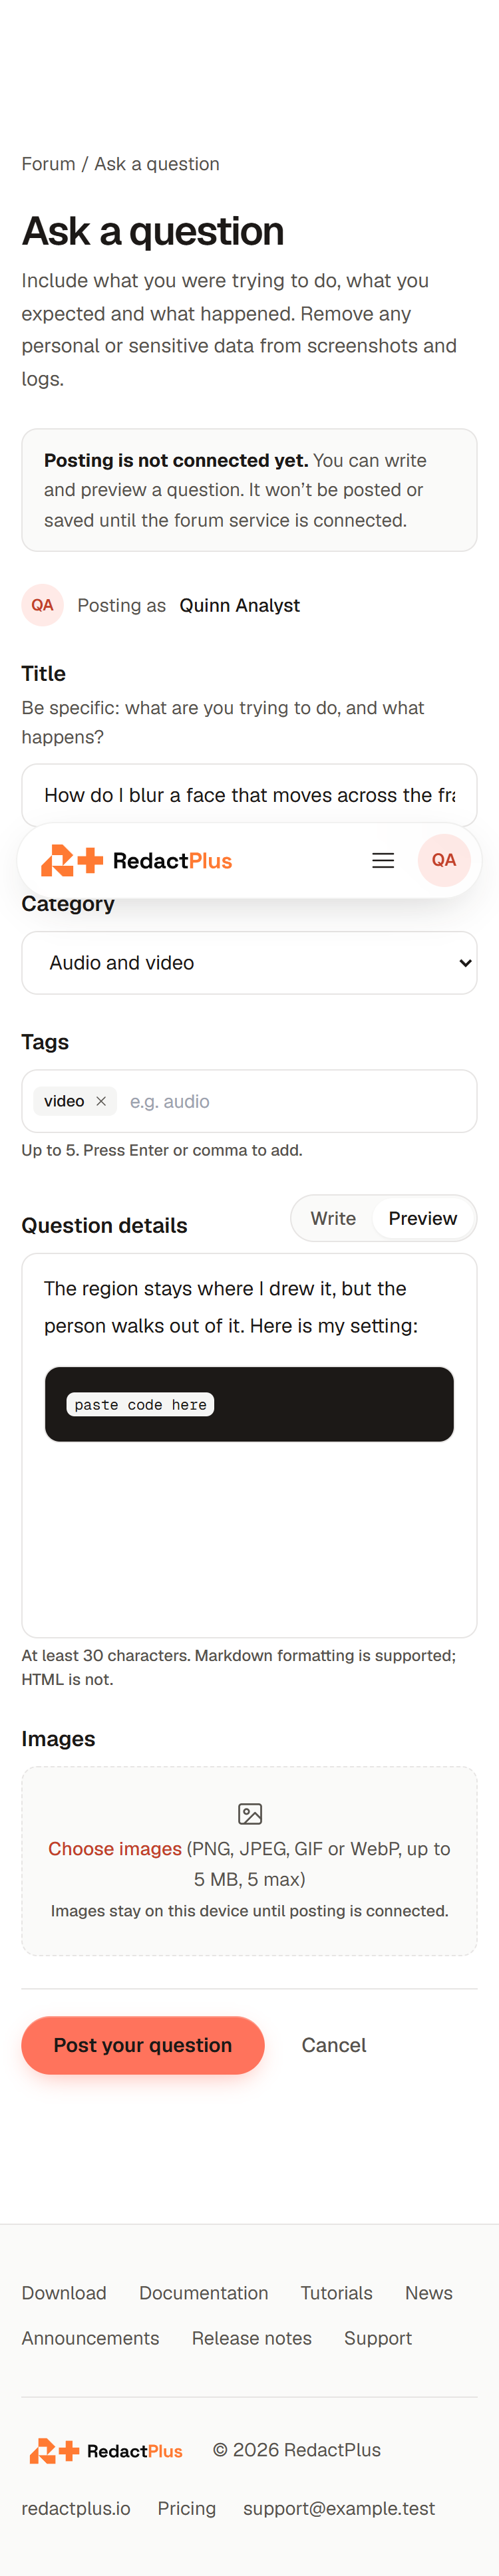 Forum / Ask a question
Ask a question
Include what you were trying to do, what you
expected and what happened. Remove any
personal or sensitive data from screenshots and
logs.
Posting is not connected yet. You can write
and preview a question. It won’t be posted or
saved until the forum service is connected.
QA Posting as Quinn Analyst
Title
Be specific: what are you trying to do, and what
happens?
How do I blur a face that moves across the
RedactPlus QA
Category
Audio and video
Tags
video e.g. audio
Up to 5. Press Enter or comma to add.
Question details Write Preview
The region stays where I drew it, but the
person walks out of it. Here is my setting:
paste code here
At least 30 characters. Markdown formatting is supported;
HTML is not.
Images
Choose images (PNG, JPEG, GIF or WebP, up to
5 MB, 5 max)
Images stay on this device until posting is connected.
Post your question Cancel
Download Documentation Tutorials News
Announcements Release notes Support
RedactPlus © 2026 RedactPlus
redactplus.io Pricing support@example.test